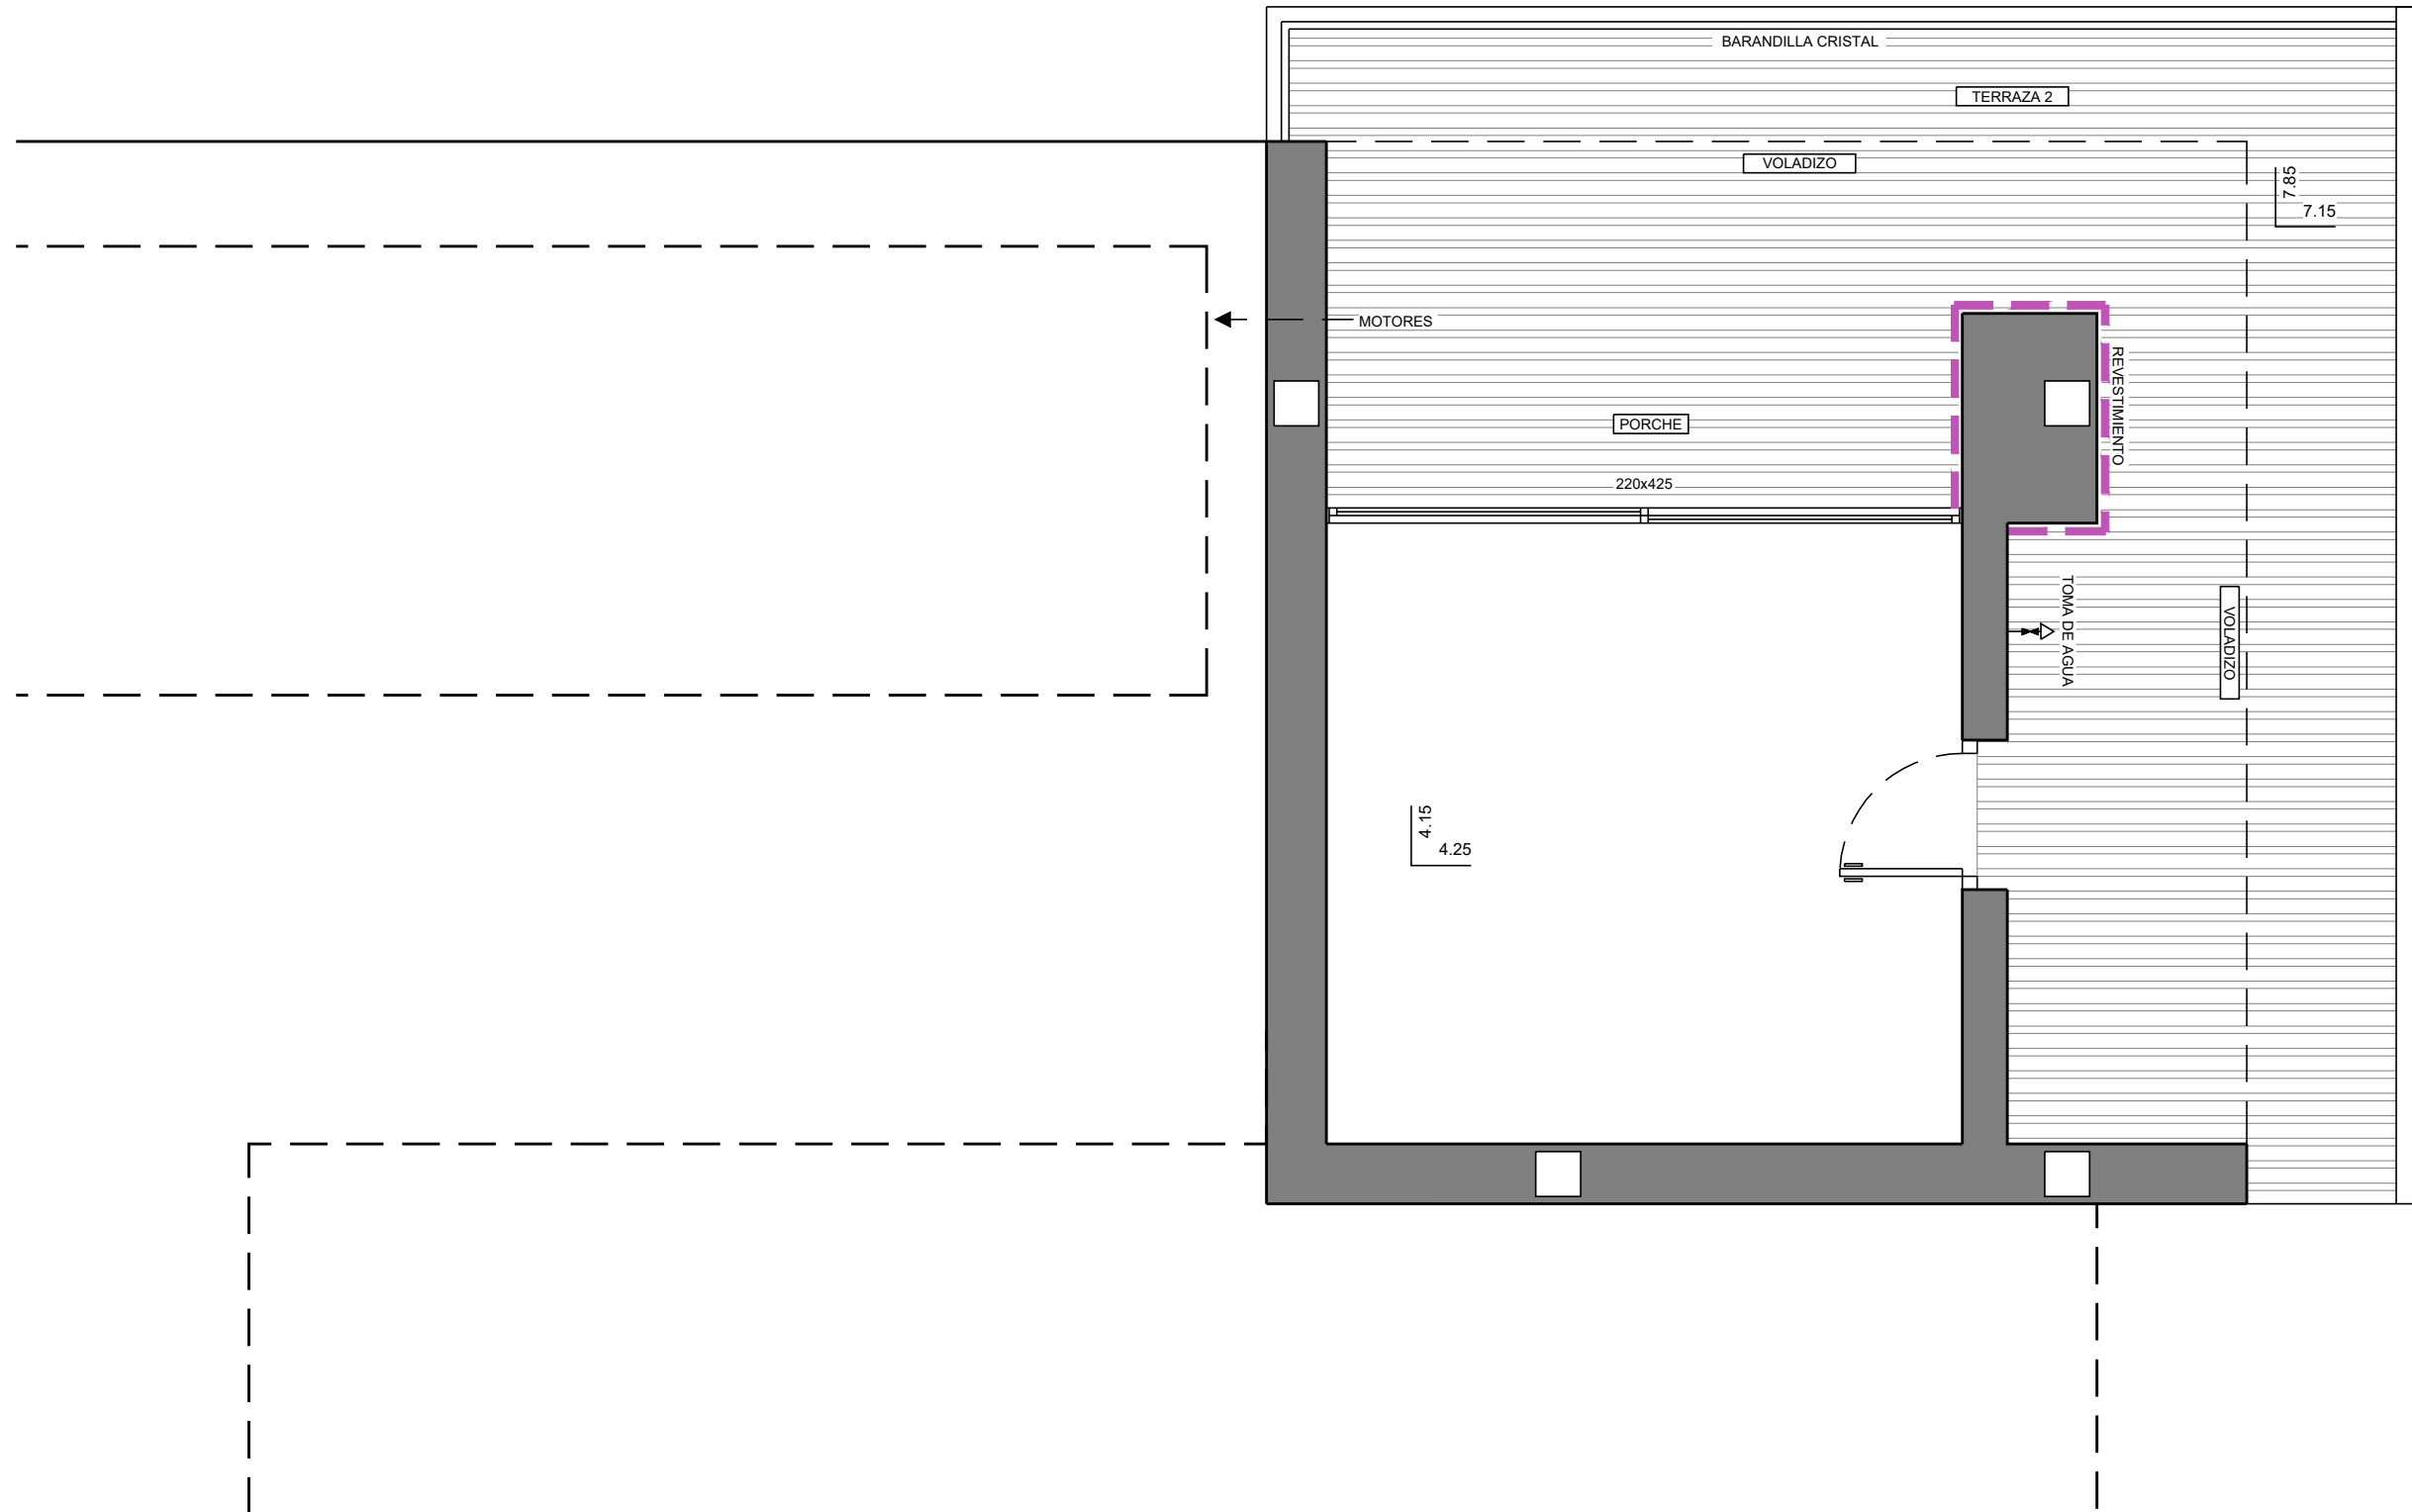 BARANDILLA CRISTAL
TERRAZA 2
VOLADIZO
7.85
7.15
MOTORES
REVESTIMIENTO
PORCHE
220x425
TOMA DE AGUA
VOLADIZO
4.15
4.25